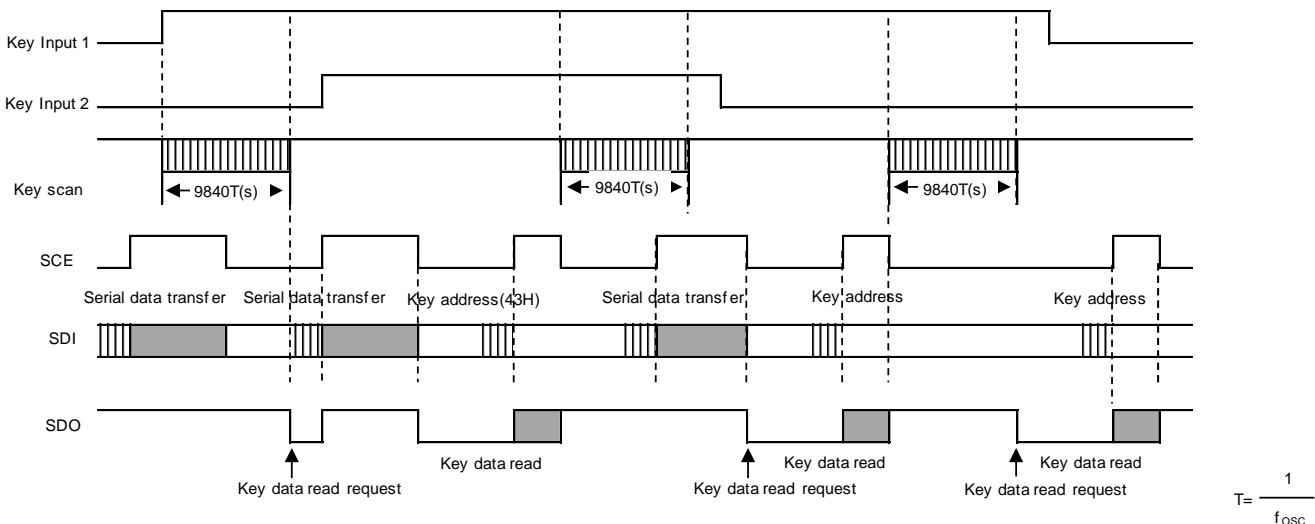 Key Input 1
Key Input 2
Key scan
9840T(s) 9840T(s) 9840T(s)
SCE
Serial data transfer Serial data transfer Key address(43H) Serial data transfer Key address Key address
SDI
SDO
Key data read Key data read Key data read
Key data read request Key data read request Key data read request
T= 1
fOSC